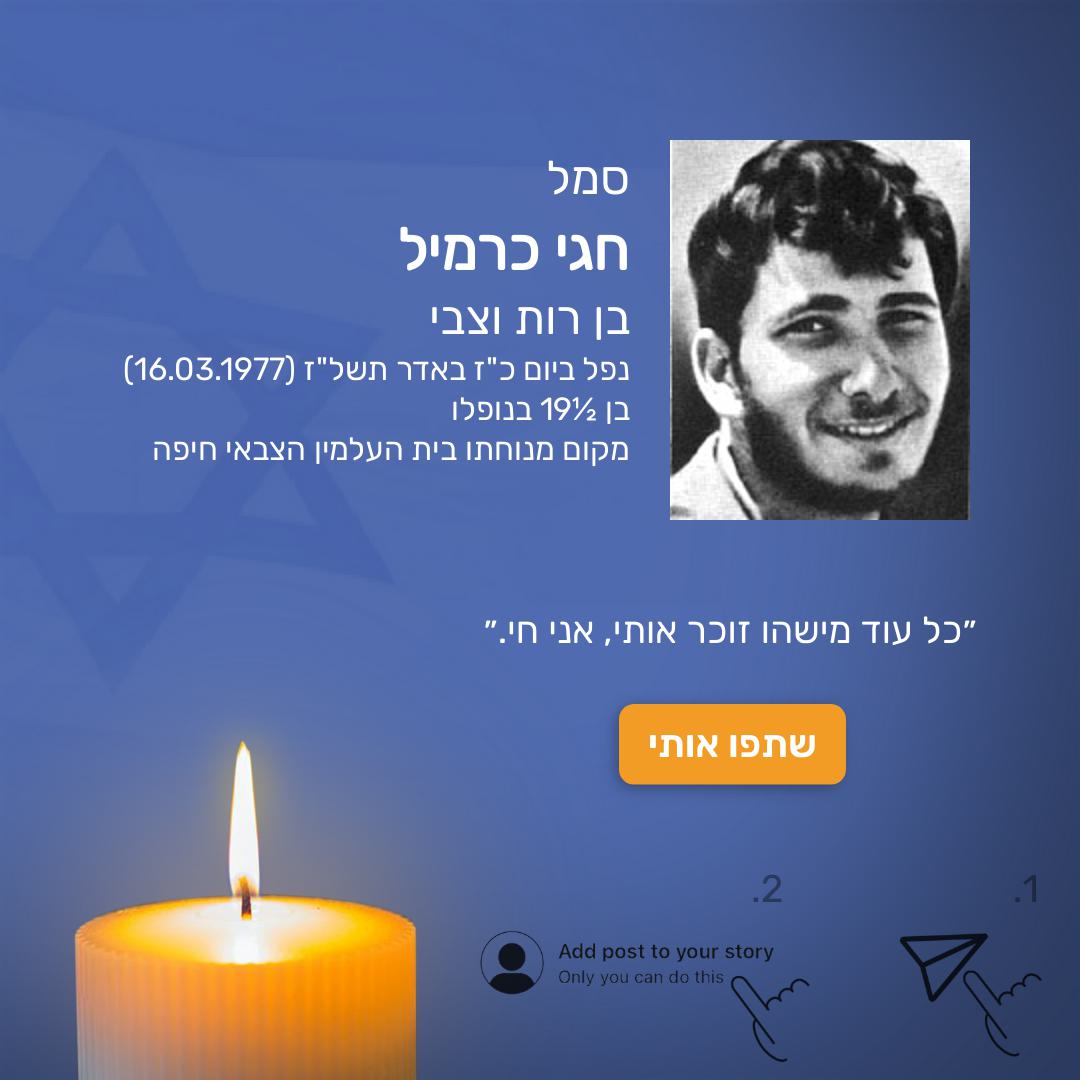 סמל
חגי כרמיל
בן רות וצבי
נפל ביום כ"ז באדר תשל"ז (16.03.1977)
בן 19½ בנופלו
מקום מנוחתו בית העלמין הצבאי חיפה
״כל עוד מישהו זוכר אותי, אני חי.״
שתפו אותי
1.
2.
Add post to your story
Only you can do this